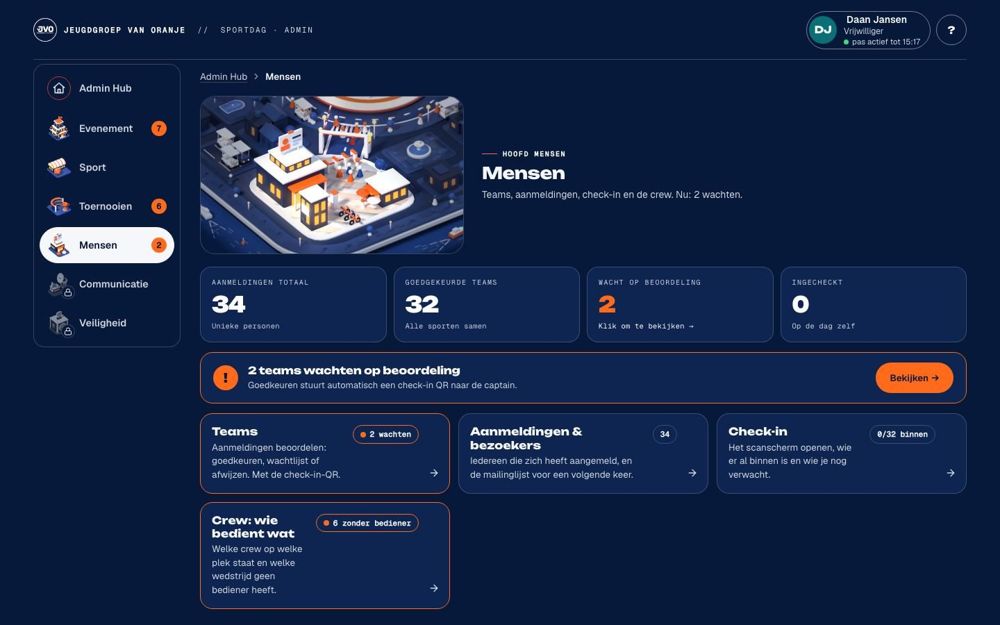 JVO JEUGDGROEP VAN ORANJE // SPORTDAG · ADMIN
DJ
Daan Jansen
Vrijwilliger
pas actief tot 15:17
?
Admin Hub
Evenement 7
Sport
Toernooien 6
Mensen 2
Communicatie
Veiligheid
Admin Hub > Mensen
HOOFD MENSEN
Mensen
Teams, aanmeldingen, check-in en de crew. Nu: 2 wachten.
AANMELDINGEN TOTAAL
34
Unieke personen
GOEDGEKEURDE TEAMS
32
Alle sporten samen
WACHT OP BEOORDELING
2
Klik om te bekijken →
INGECHECKT
0
Op de dag zelf
!
2 teams wachten op beoordeling
Goedkeuren stuurt automatisch een check-in QR naar de captain.
Bekijken →
Teams
2 wachten
Aanmeldingen beoordelen:
goedkeuren, wachtlijst of
afwijzen. Met de check-in-QR.
→
Aanmeldingen &
bezoekers
34
Iedereen die zich heeft aangemeld, en
de mailinglijst voor een volgende keer.
→
Check-in
0/32 binnen
Het scanscherm openen, wie
er al binnen is en wie je nog
verwacht.
→
Crew: wie
bedient wat
6 zonder bediener
Welke crew op welke
plek staat en welke
wedstrijd geen
bediener heeft.
→